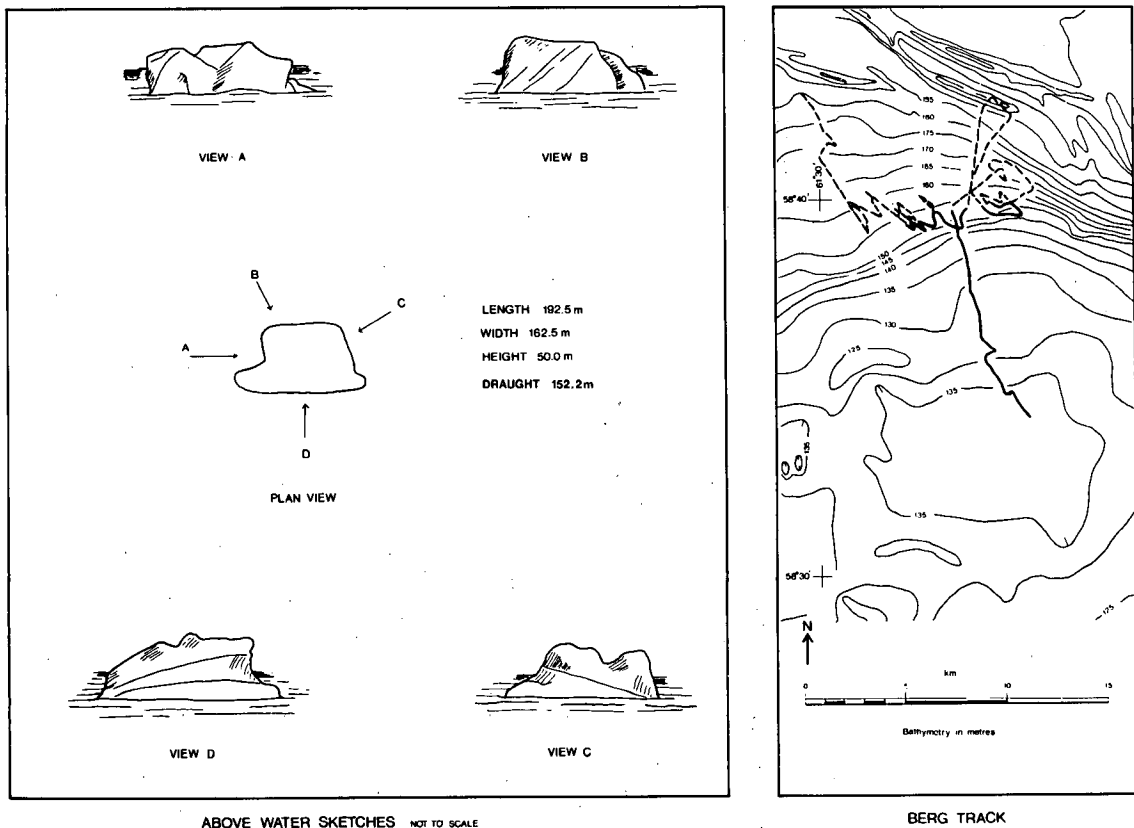 VIEW A
VIEW B
B
C
A
D
PLAN VIEW
LENGTH 192.5 m
WIDTH 162.5 m
HEIGHT 50.0 m
DRAUGHT 152.2 m
VIEW D
VIEW C
ABOVE WATER SKETCHES NOT TO SCALE
155
160
175
170
165
160
61°30'
58°40'
150
145
140
135
130
125
135
135
135
58°30'
125
N
km
0
5
10
15
Bathymetry in metres
BERG TRACK